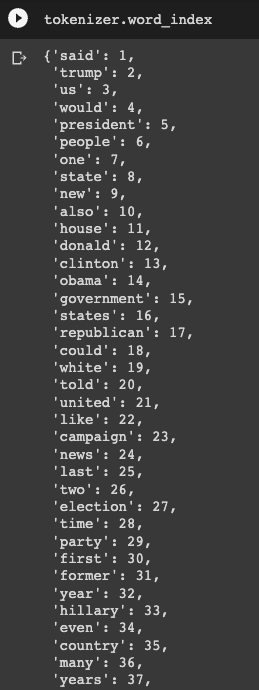 tokenizer.word_index
{'said': 1,
'trump': 2,
'us': 3,
'would': 4,
'president': 5,
'people': 6,
'one': 7,
'state': 8,
'new': 9,
'also': 10,
'house': 11,
'donald': 12,
'clinton': 13,
'obama': 14,
'government': 15,
'states': 16,
'republican': 17,
'could': 18,
'white': 19,
'told': 20,
'united': 21,
'like': 22,
'campaign': 23,
'news': 24,
'last': 25,
'two': 26,
'election': 27,
'time': 28,
'party': 29,
'first': 30,
'former': 31,
'year': 32,
'hillary': 33,
'even': 34,
'country': 35,
'many': 36,
'years': 37,